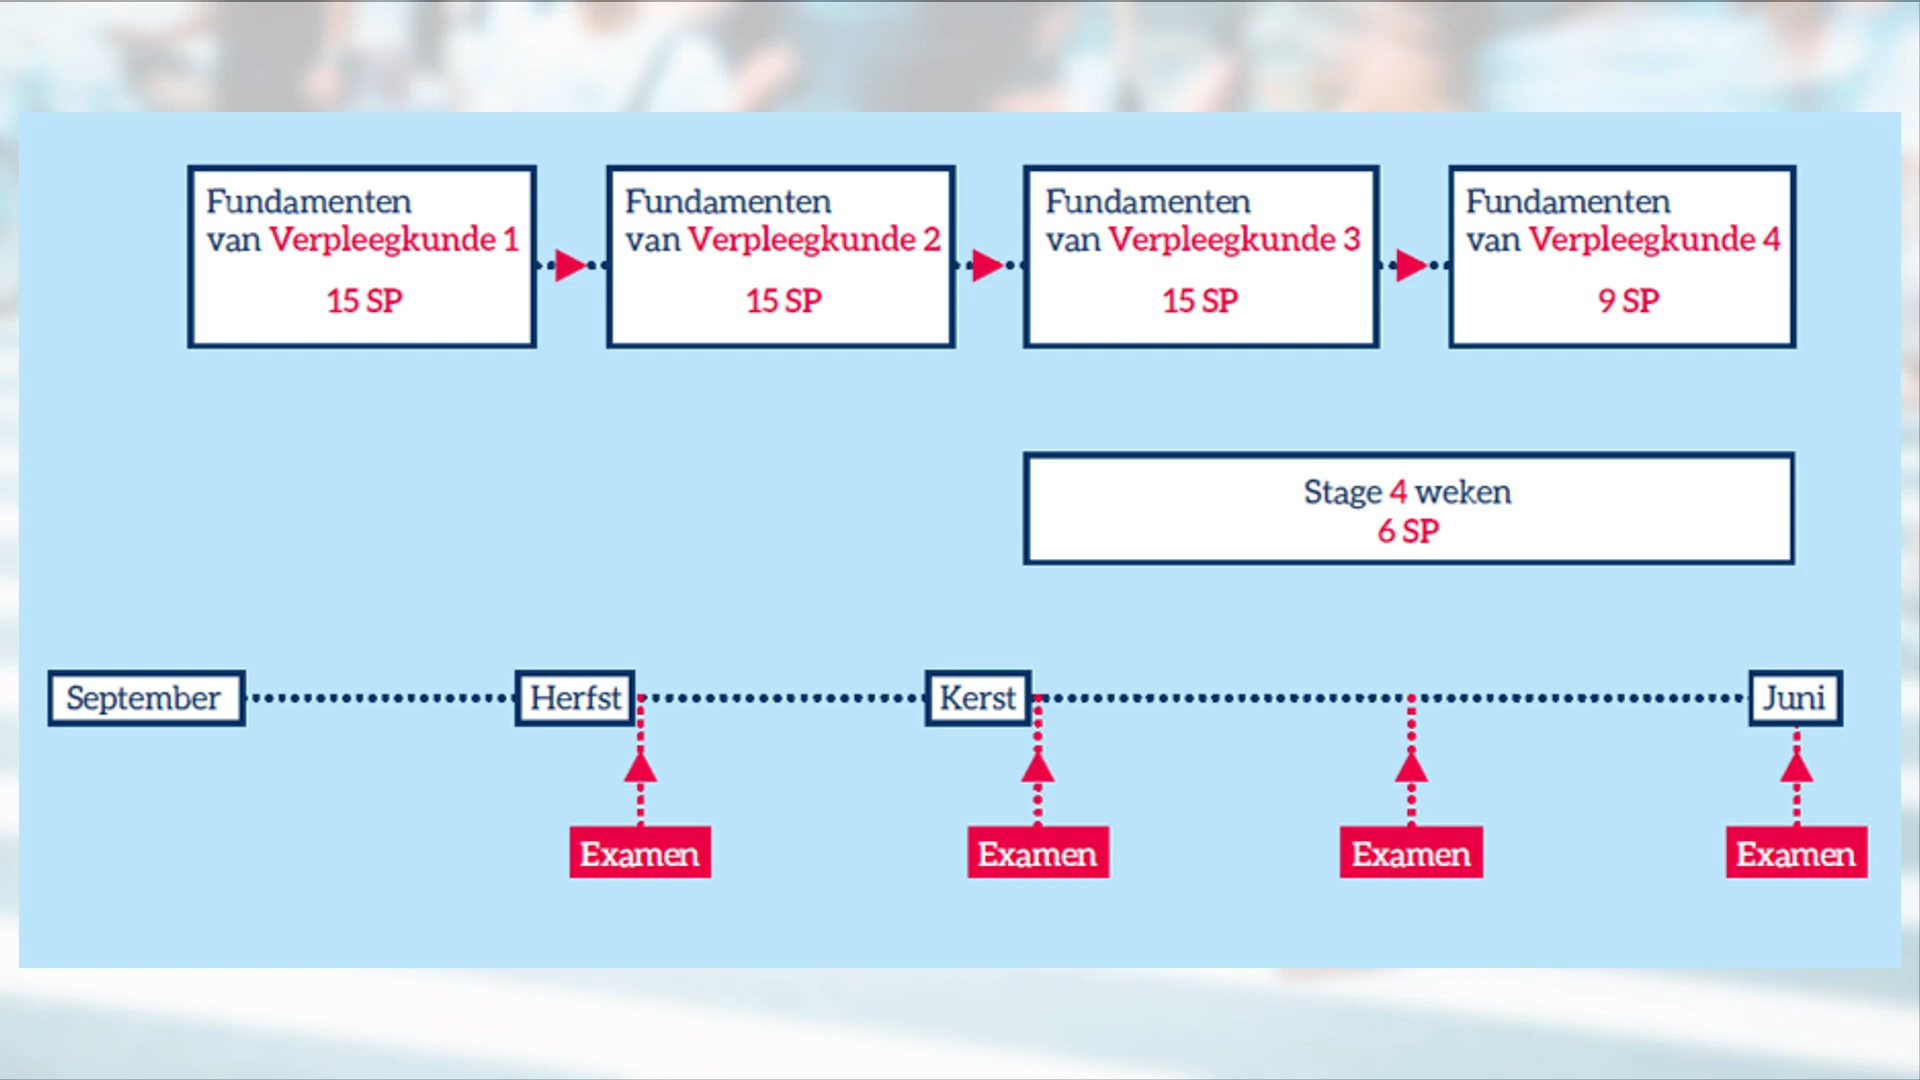 Fundamenten
van Verpleegkunde 1
15 SP
Fundamenten
van Verpleegkunde 2
15 SP
Fundamenten
van Verpleegkunde 3
15 SP
Fundamenten
van Verpleegkunde 4
9 SP
Stage 4 weken
6 SP
September
Herfst
Kerst
Juni
Examen
Examen
Examen
Examen